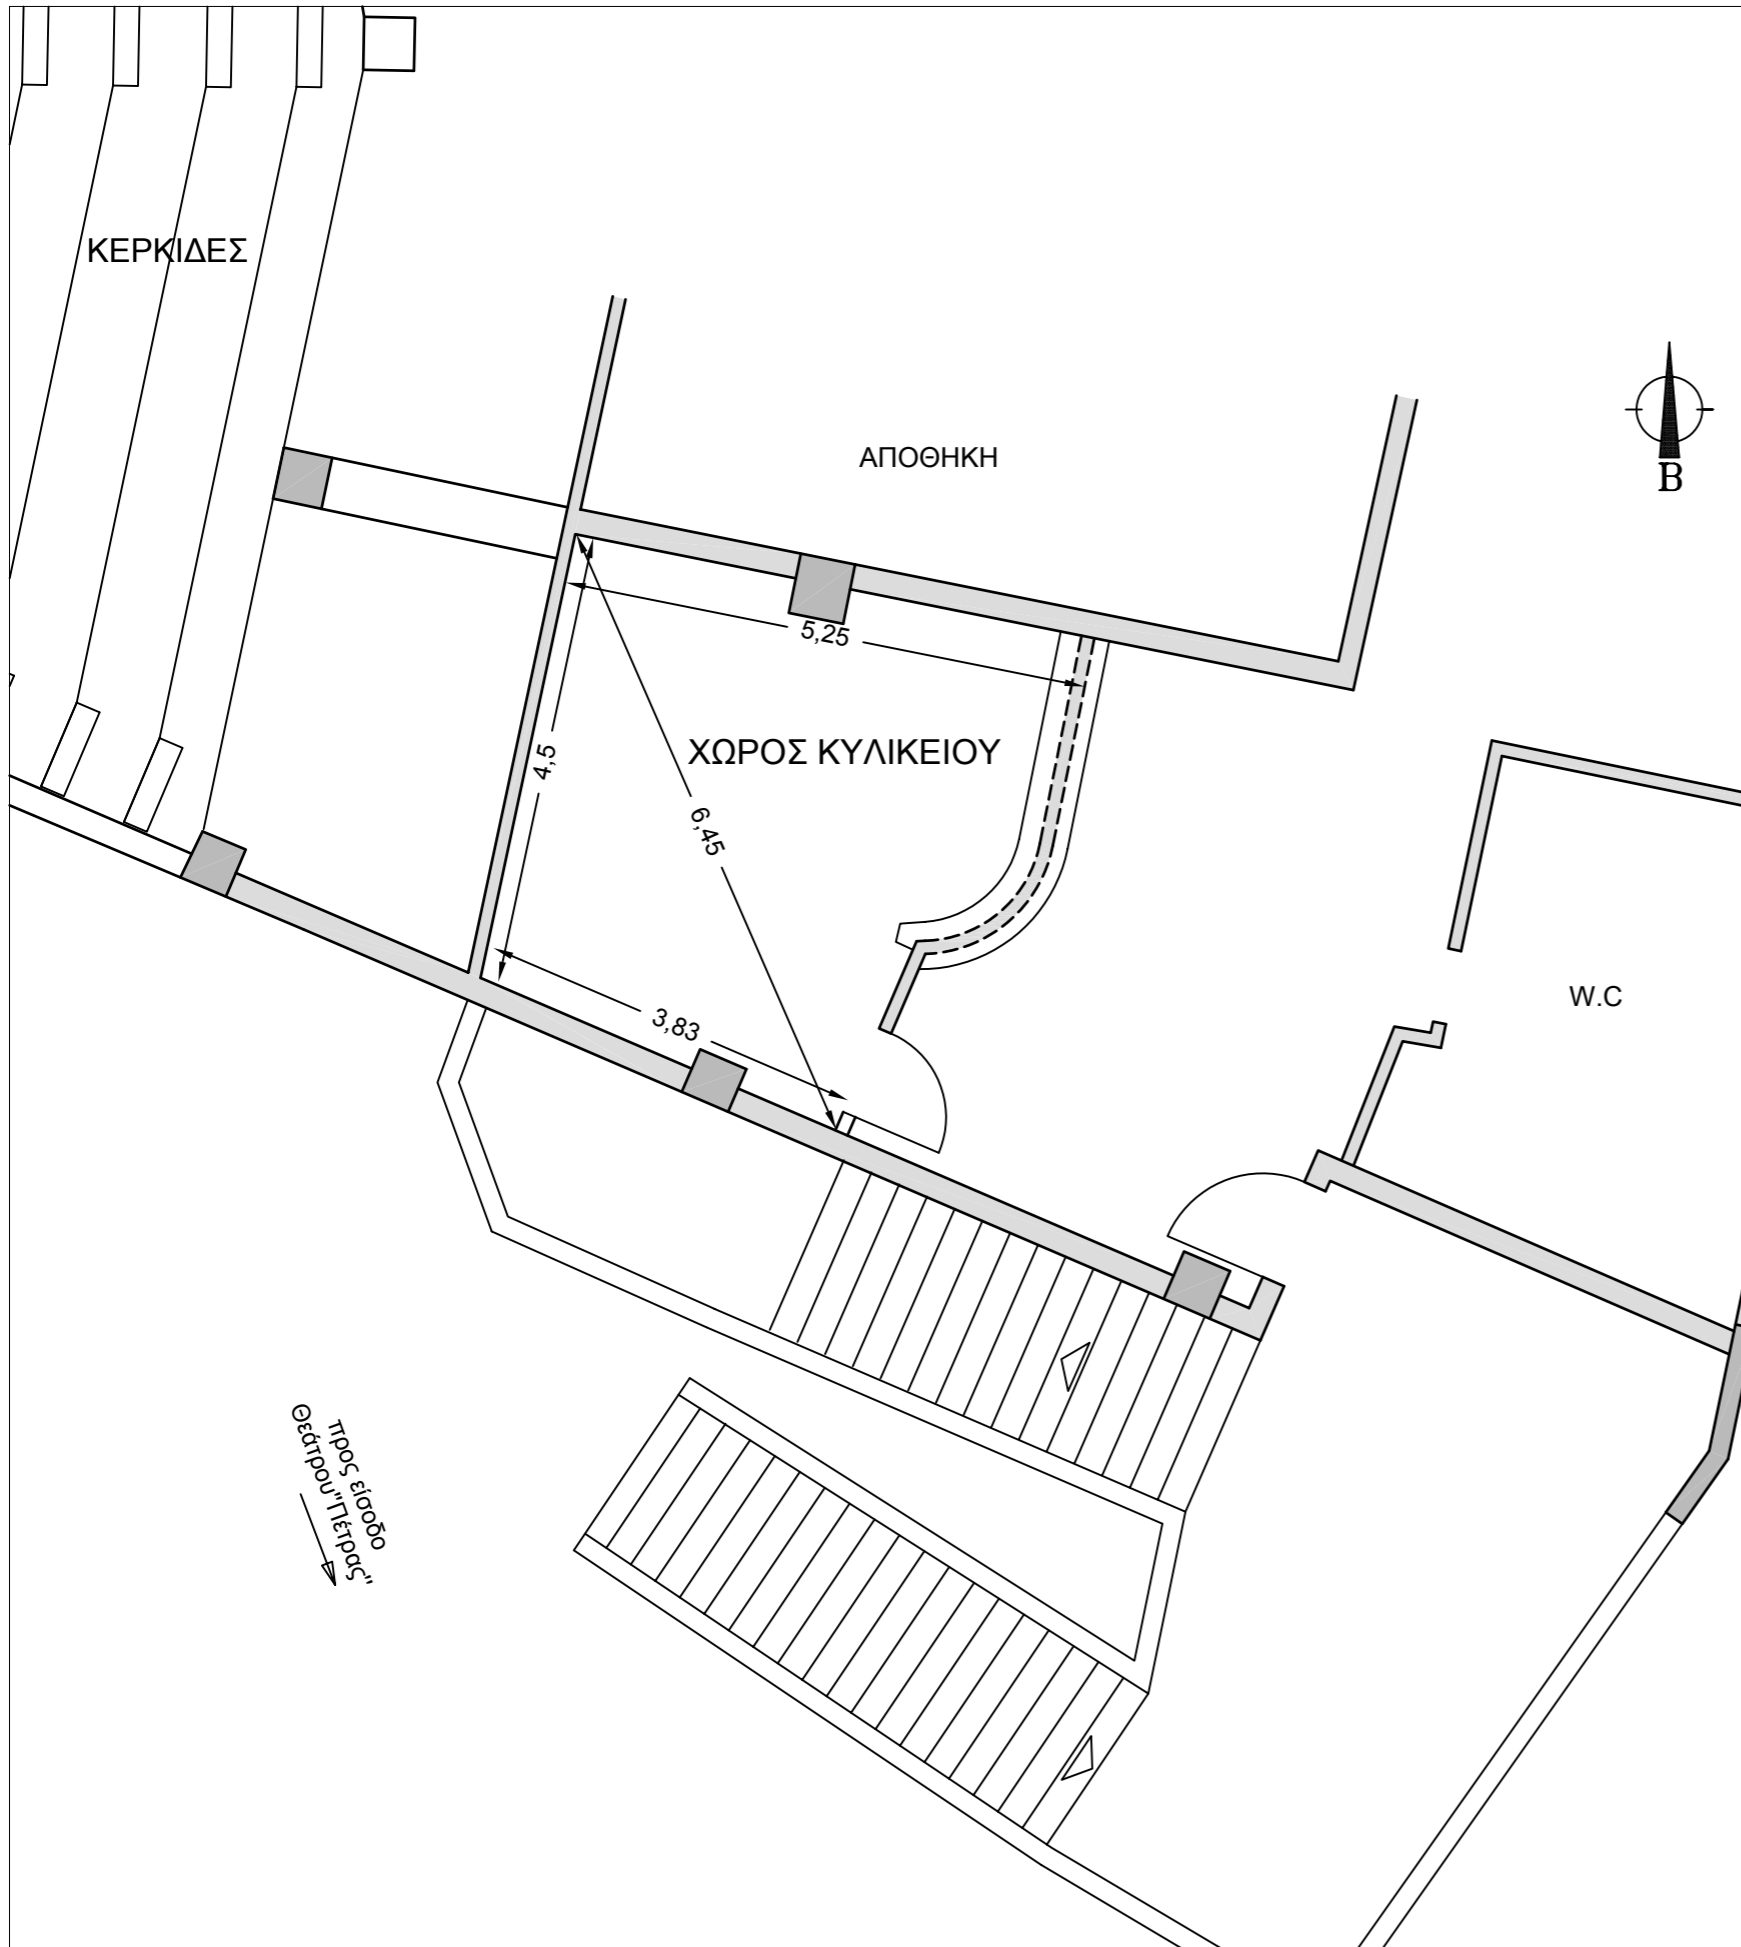 ΚΕΡΚΙΔΕΣ
ΑΠΟΘΗΚΗ
Β
5,25
ΧΩΡΟΣ ΚΥΛΙΚΕΙΟΥ
4,5
6,45
W.C
3,83
προς είσοδο
Θεάτρου"Πέτρας"